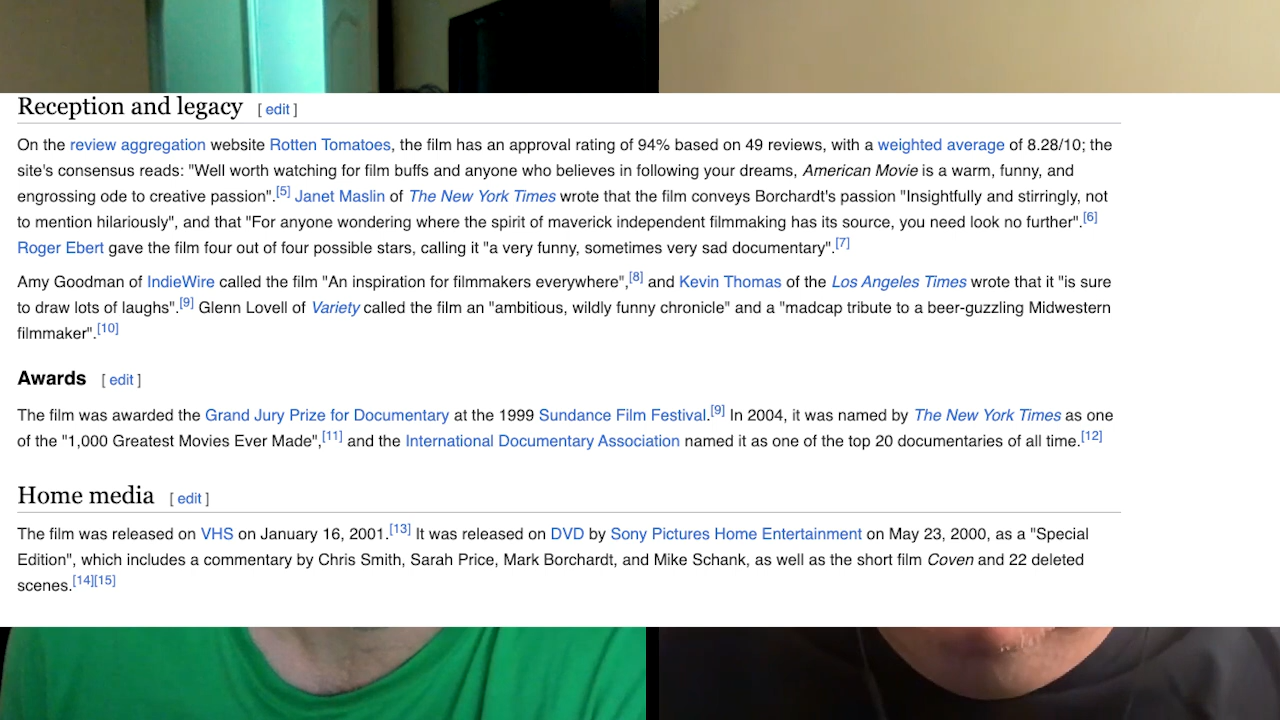 Reception and legacy [ edit ]
On the review aggregation website Rotten Tomatoes, the film has an approval rating of 94% based on 49 reviews, with a weighted average of 8.28/10; the
site's consensus reads: "Well worth watching for film buffs and anyone who believes in following your dreams, American Movie is a warm, funny, and
engrossing ode to creative passion".[5] Janet Maslin of The New York Times wrote that the film conveys Borchardt's passion "Insightfully and stirringly, not
to mention hilariously", and that "For anyone wondering where the spirit of maverick independent filmmaking has its source, you need look no further".[6]
Roger Ebert gave the film four out of four possible stars, calling it "a very funny, sometimes very sad documentary".[7]
Amy Goodman of IndieWire called the film "An inspiration for filmmakers everywhere",[8] and Kevin Thomas of the Los Angeles Times wrote that it "is sure
to draw lots of laughs".[9] Glenn Lovell of Variety called the film an "ambitious, wildly funny chronicle" and a "madcap tribute to a beer-guzzling Midwestern
filmmaker".[10]
Awards [ edit ]
The film was awarded the Grand Jury Prize for Documentary at the 1999 Sundance Film Festival.[9] In 2004, it was named by The New York Times as one
of the "1,000 Greatest Movies Ever Made",[11] and the International Documentary Association named it as one of the top 20 documentaries of all time.[12]
Home media [ edit ]
The film was released on VHS on January 16, 2001.[13] It was released on DVD by Sony Pictures Home Entertainment on May 23, 2000, as a "Special
Edition", which includes a commentary by Chris Smith, Sarah Price, Mark Borchardt, and Mike Schank, as well as the short film Coven and 22 deleted
scenes.[14][15]